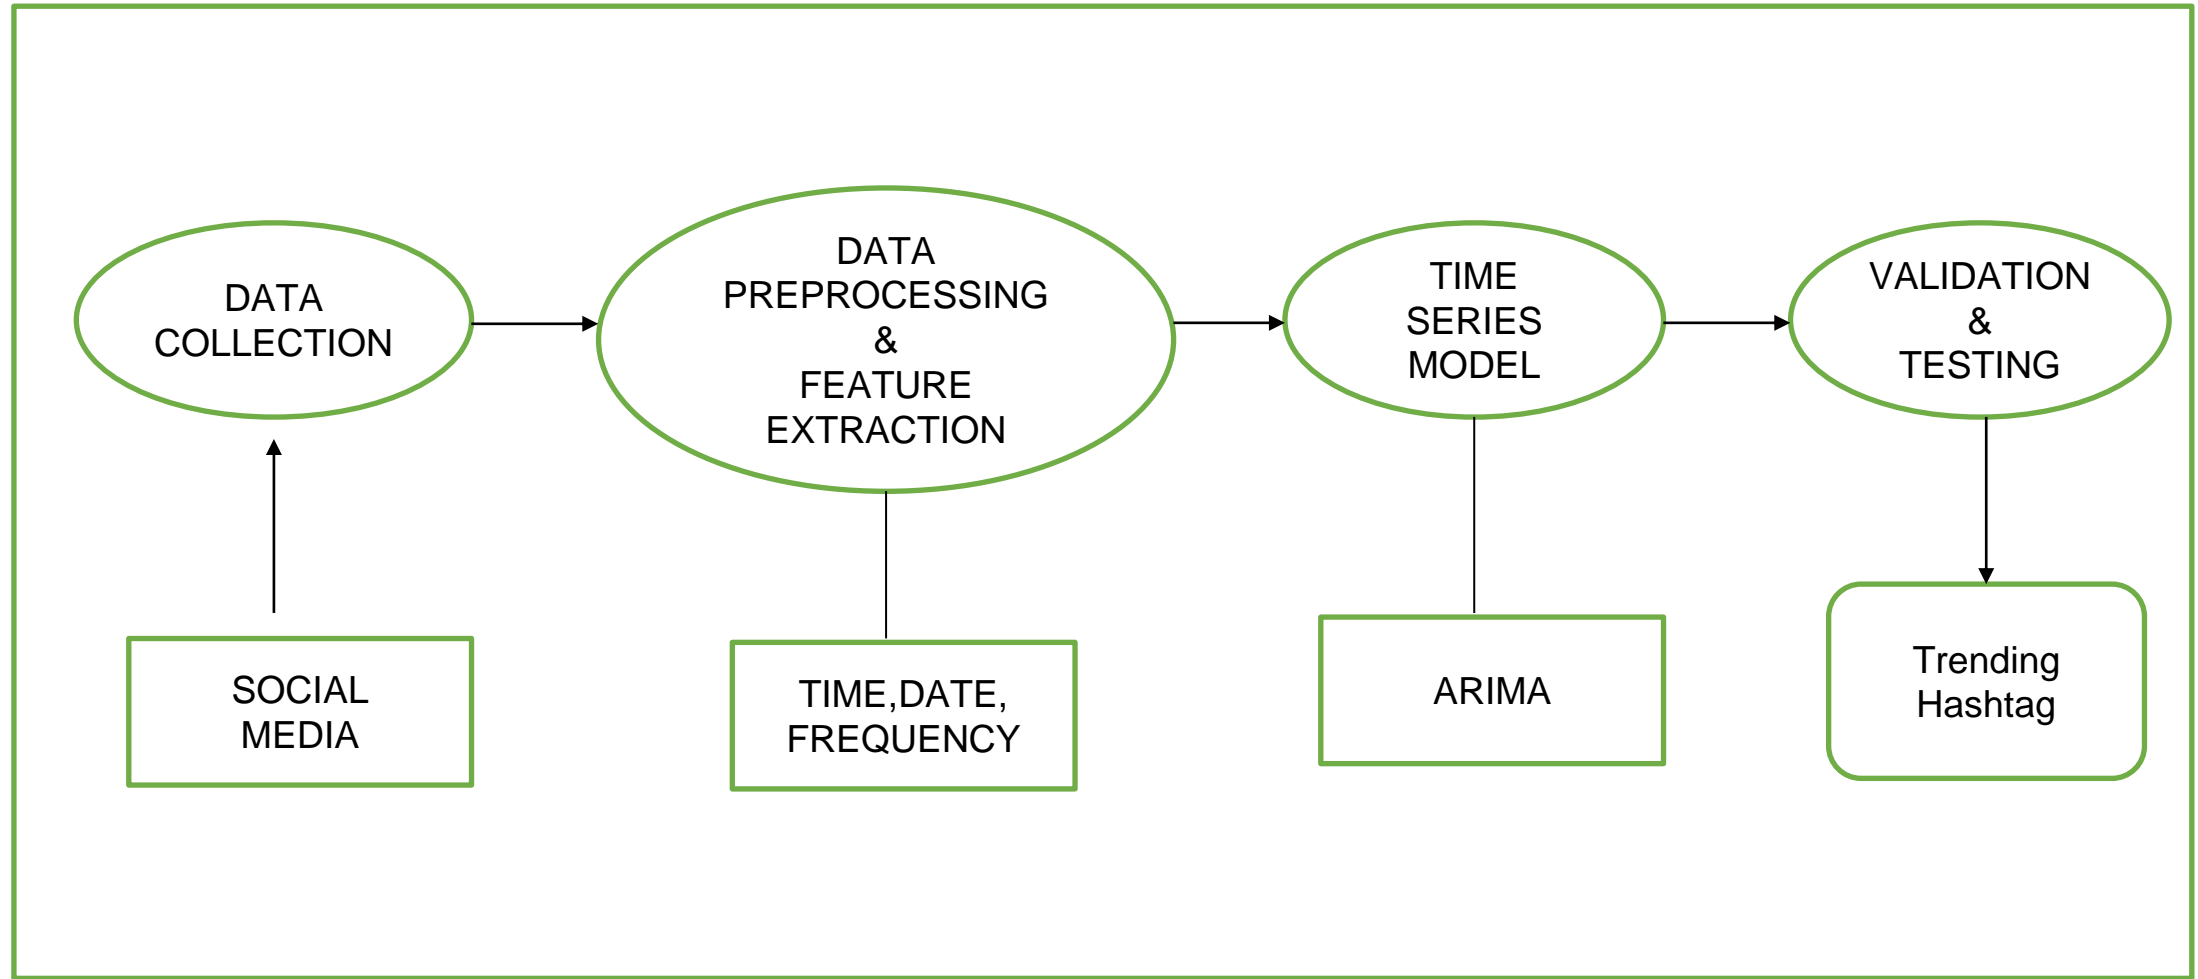 DATA
COLLECTION
DATA
PREPROCESSING
&
FEATURE
EXTRACTION
TIME
SERIES
MODEL
VALIDATION
&
TESTING
SOCIAL
MEDIA
TIME,DATE,
FREQUENCY
ARIMA
Trending
Hashtag